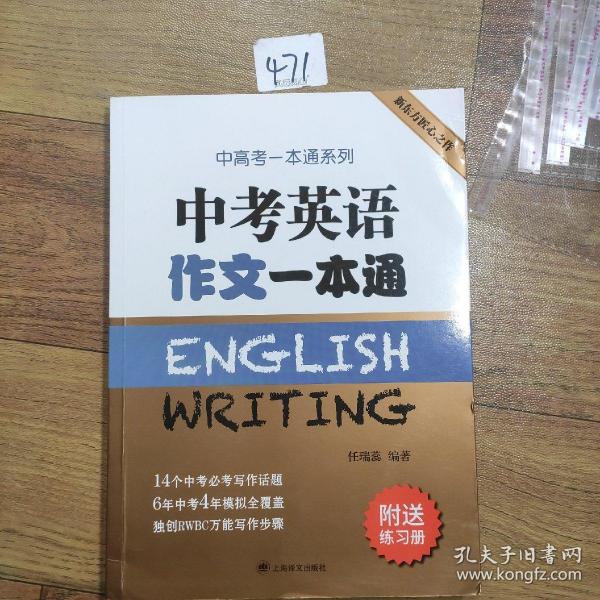 471
新东方匠心之作
中高考一本通系列
中考英语
作文一本通
ENGLISH
WRITING
任瑞蕊 编著
14个中考必考写作话题
6年中考4年模拟全覆盖
独创RWBC万能写作步骤
附送
练习册
上海译文出版社
孔夫子旧书网
www.kongfz.com